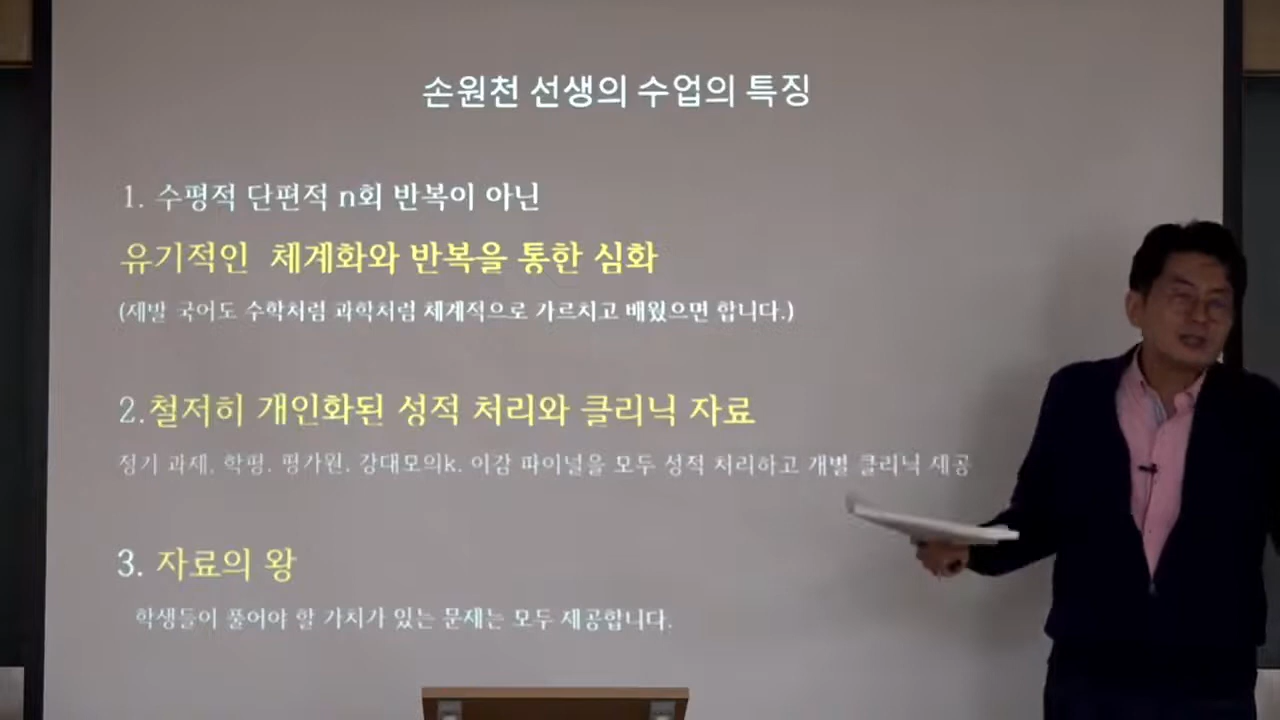 손원천 선생의 수업의 특징
1. 수평적 단편적 n회 반복이 아닌
유기적인 체계화와 반복을 통한 심화
(제발 국어도 수학처럼 과학처럼 체계적으로 가르치고 배웠으면 합니다.)
2.철저히 개인화된 성적 처리와 클리닉 자료
정기 과제, 학평. 평가원. 강대모의k. 이감 파이널을 모두 성적 처리하고 개별 클리닉 제공
3. 자료의 왕
학생들이 풀어야 할 가치가 있는 문제는 모두 제공합니다.